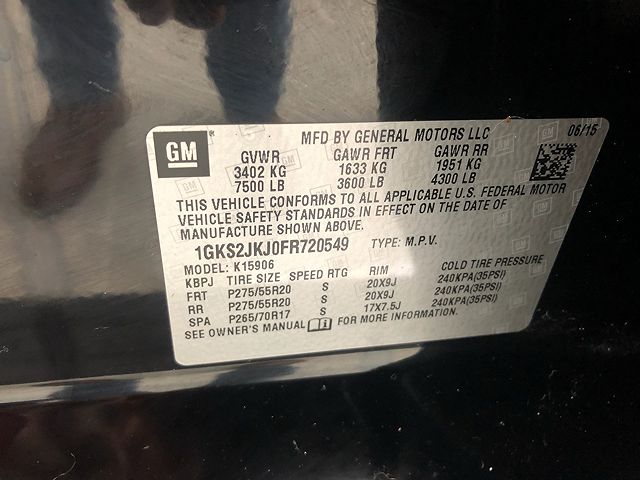 GM
MFD BY GENERAL MOTORS LLC 06/15
GVWR GAWR FRT GAWR RR
3402 KG 1633 KG 1951 KG
7500 LB 3600 LB 4300 LB
THIS VEHICLE CONFORMS TO ALL APPLICABLE U.S. FEDERAL MOTOR
VEHICLE SAFETY STANDARDS IN EFFECT ON THE DATE OF
MANUFACTURE SHOWN ABOVE.
1GKS2JKJ0FR720549 TYPE: M.P.V.
MODEL: K15906
KBPJ TIRE SIZE SPEED RTG RIM COLD TIRE PRESSURE
FRT P275/55R20 S 20X9J 240KPA(35PSI)
RR P275/55R20 S 20X9J 240KPA(35PSI)
SPA P265/70R17 S 17X7.5J 240KPA(35PSI)
SEE OWNER'S MANUAL FOR MORE INFORMATION.